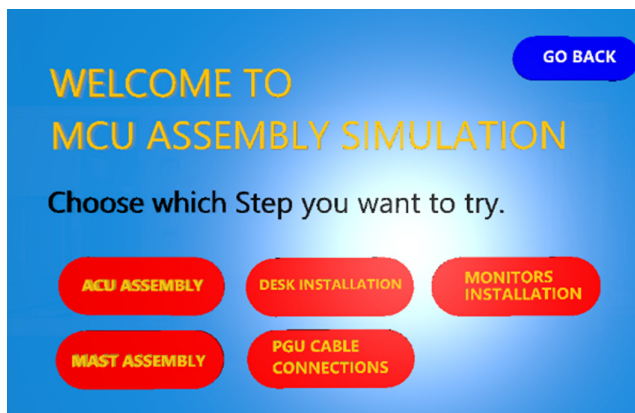 GO BACK
WELCOME TO
MCU ASSEMBLY SIMULATION
Choose which Step you want to try.
ACU ASSEMBLY
DESK INSTALLATION
MONITORS
INSTALLATION
MAST ASSEMBLY
PGU CABLE
CONNECTIONS